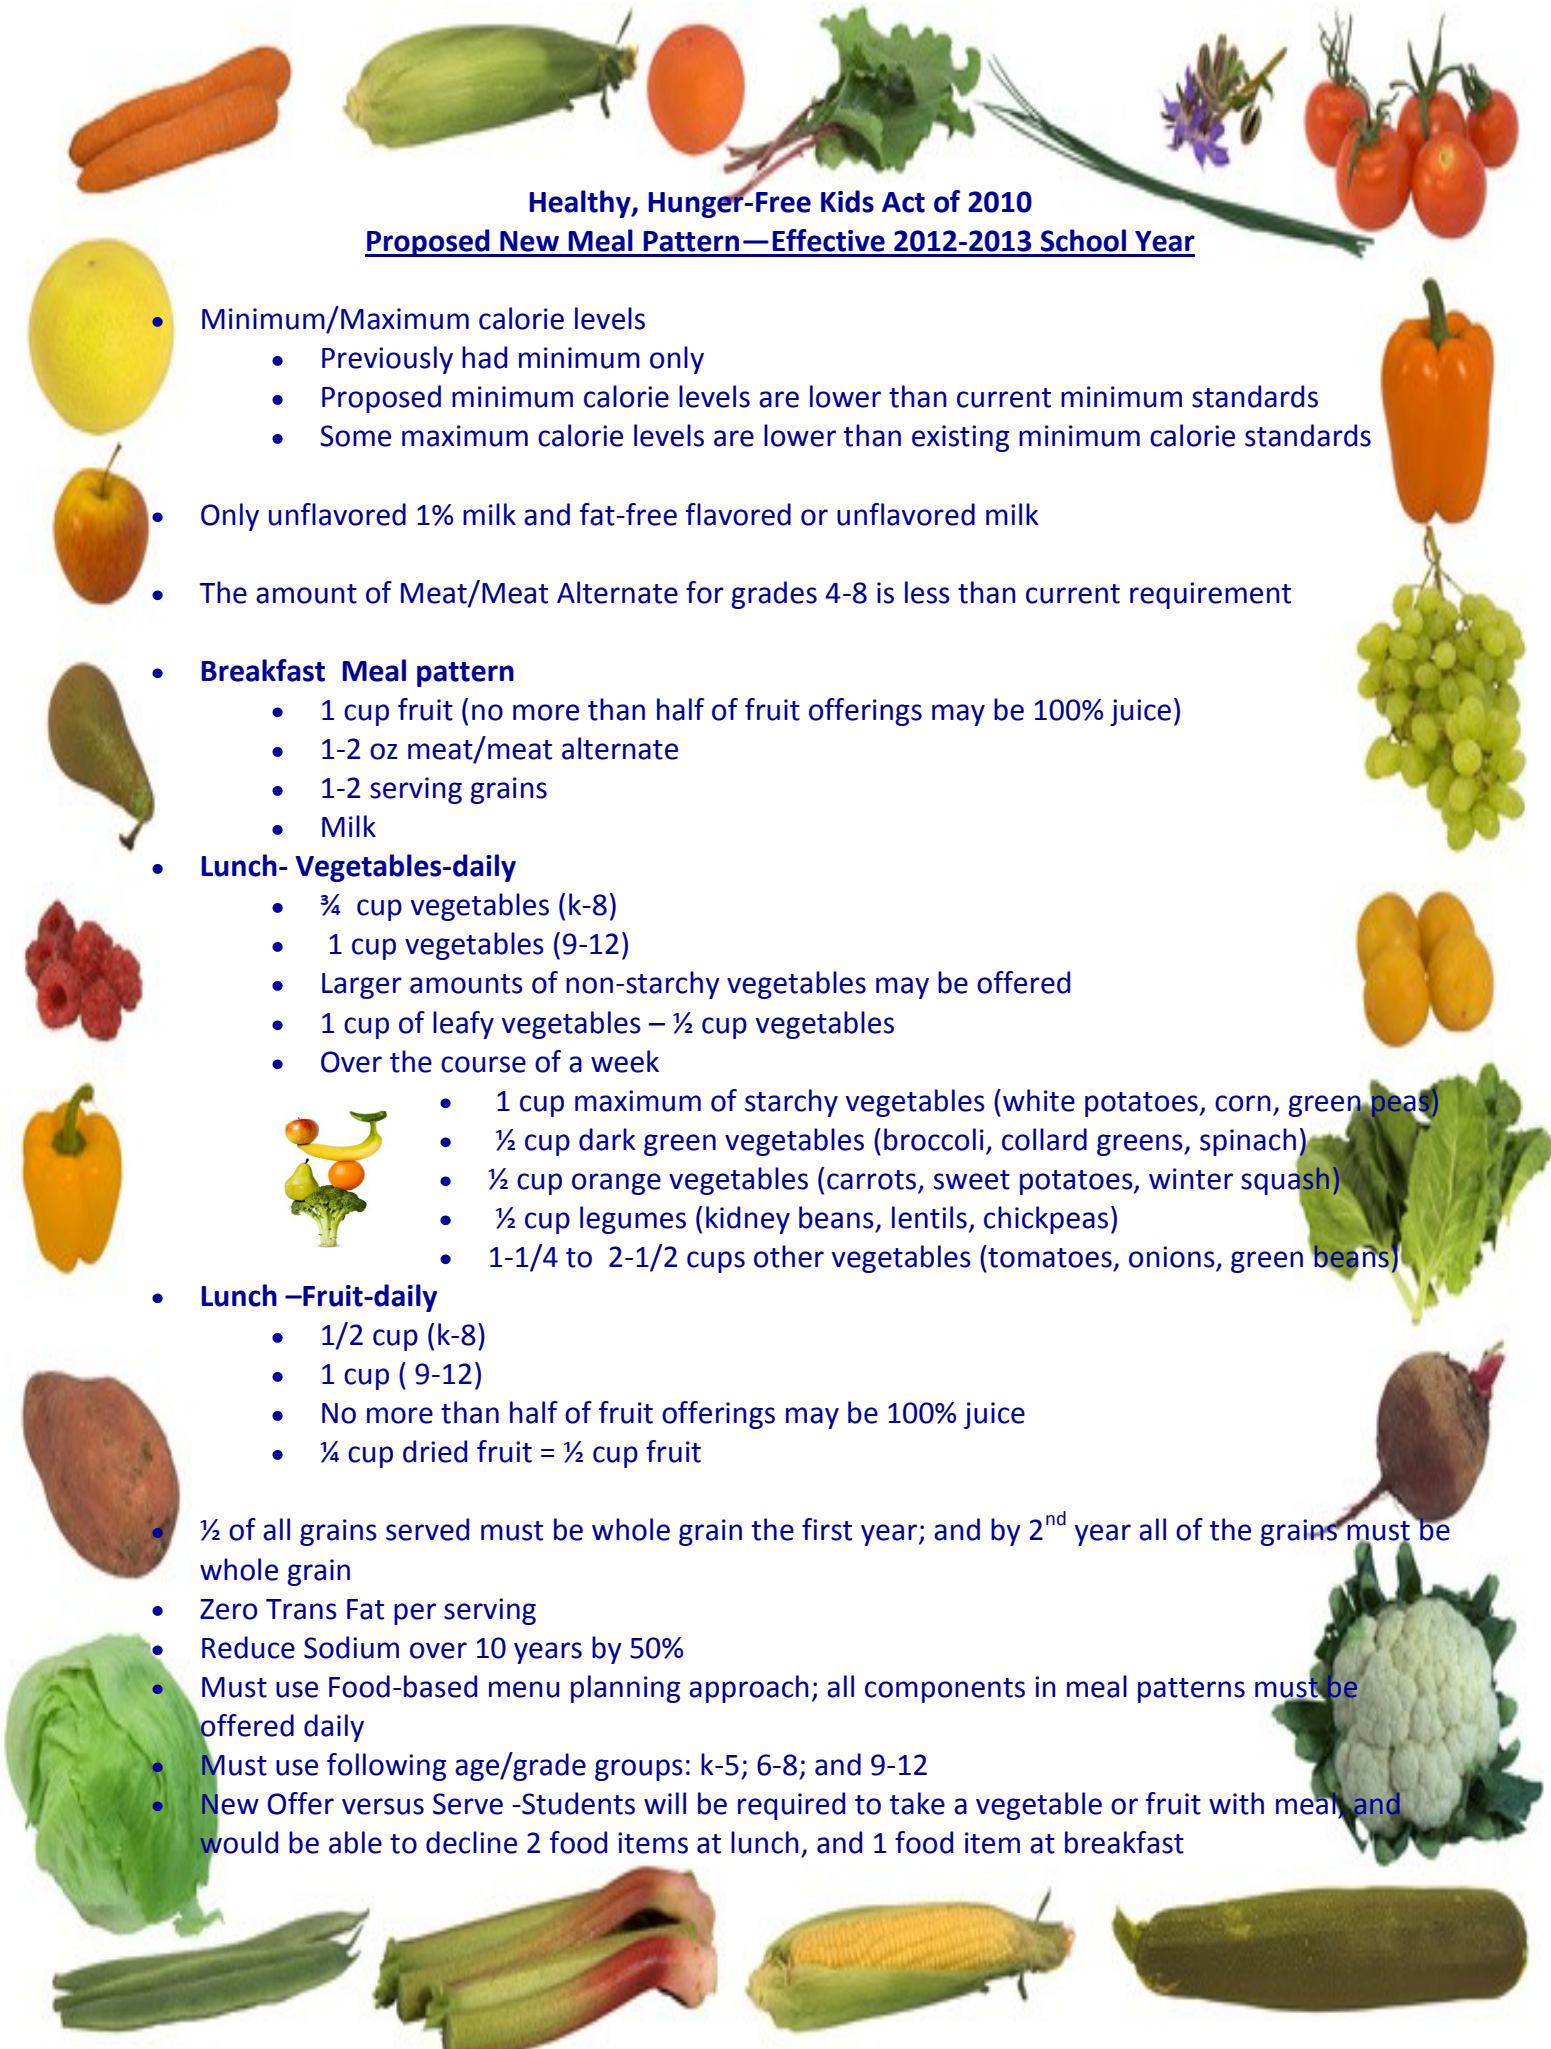 Healthy, Hunger-Free Kids Act of 2010
Proposed New Meal Pattern—Effective 2012-2013 School Year
• Minimum/Maximum calorie levels
• Previously had minimum only
• Proposed minimum calorie levels are lower than current minimum standards
• Some maximum calorie levels are lower than existing minimum calorie standards
• Only unflavored 1% milk and fat-free flavored or unflavored milk
• The amount of Meat/Meat Alternate for grades 4-8 is less than current requirement
• Breakfast  Meal pattern
• 1 cup fruit (no more than half of fruit offerings may be 100% juice)
• 1-2 oz meat/meat alternate
• 1-2 serving grains
• Milk
• Lunch- Vegetables-daily
• ¾  cup vegetables (k-8)
• 1 cup vegetables (9-12)
• Larger amounts of non-starchy vegetables may be offered
• 1 cup of leafy vegetables – ½ cup vegetables
• Over the course of a week
• 1 cup maximum of starchy vegetables (white potatoes, corn, green peas)
• ½ cup dark green vegetables (broccoli, collard greens, spinach)
• ½ cup orange vegetables (carrots, sweet potatoes, winter squash)
• ½ cup legumes (kidney beans, lentils, chickpeas)
• 1-1/4 to  2-1/2 cups other vegetables (tomatoes, onions, green beans)
• Lunch –Fruit-daily
• 1/2 cup (k-8)
• 1 cup ( 9-12)
• No more than half of fruit offerings may be 100% juice
• ¼ cup dried fruit = ½ cup fruit
• ½ of all grains served must be whole grain the first year; and by 2nd year all of the grains must be
whole grain
• Zero Trans Fat per serving
• Reduce Sodium over 10 years by 50%
• Must use Food-based menu planning approach; all components in meal patterns must be
offered daily
• Must use following age/grade groups: k-5; 6-8; and 9-12
• New Offer versus Serve -Students will be required to take a vegetable or fruit with meal, and
would be able to decline 2 food items at lunch, and 1 food item at breakfast